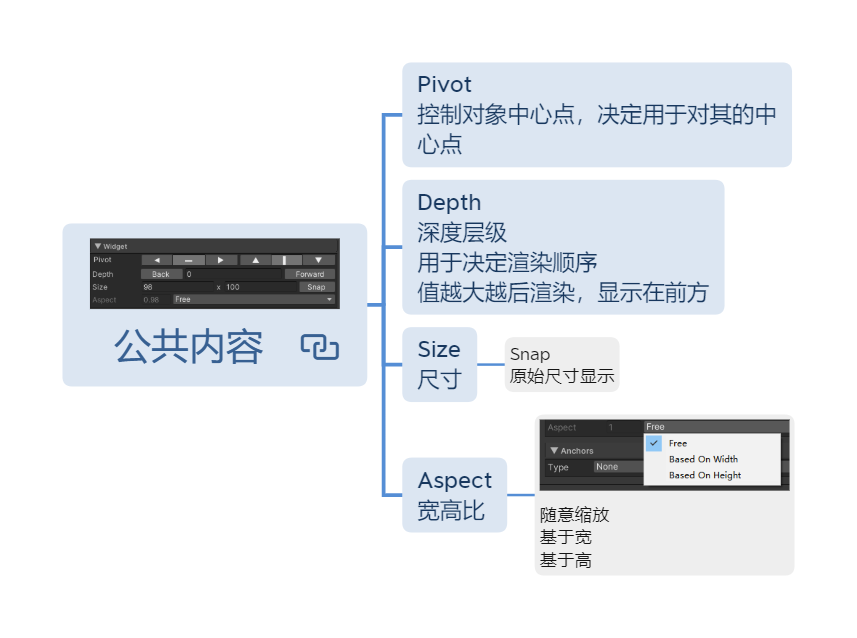 Widget
Pivot
Depth Back 0 Forward
Size 98 x 100 Snap
Aspect 0.98 Free
公共内容
Pivot
控制对象中心点，决定用于对其的中
心点
Depth
深度层级
用于决定渲染顺序
值越大越后渲染，显示在前方
Size
尺寸
Snap
原始尺寸显示
Aspect
宽高比
Aspect 1 Free
Free
Anchors
Based On Width
Type None
Based On Height
随意缩放
基于宽
基于高